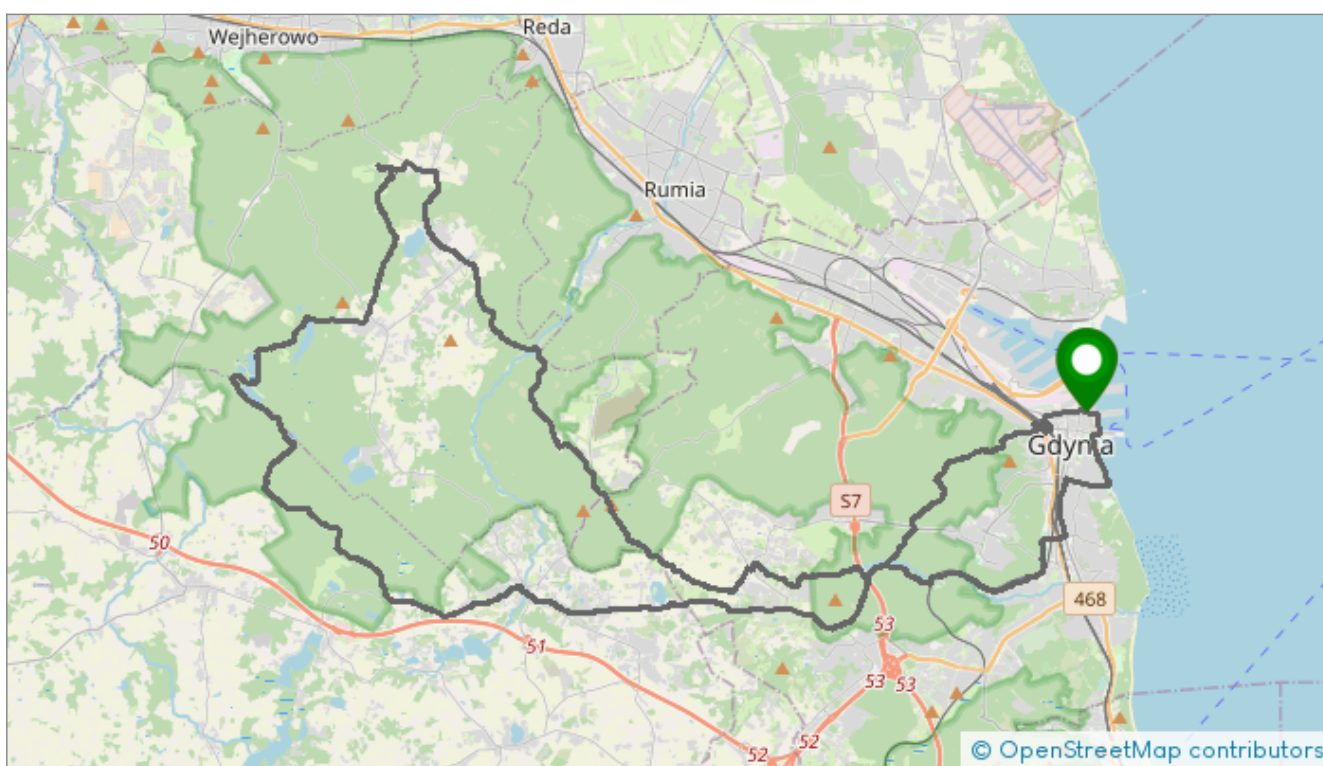 Reda
Wejherowo
Rumia
Gdynia
S7
50
468
51
53
53
53
52
52
© OpenStreetMap contributors